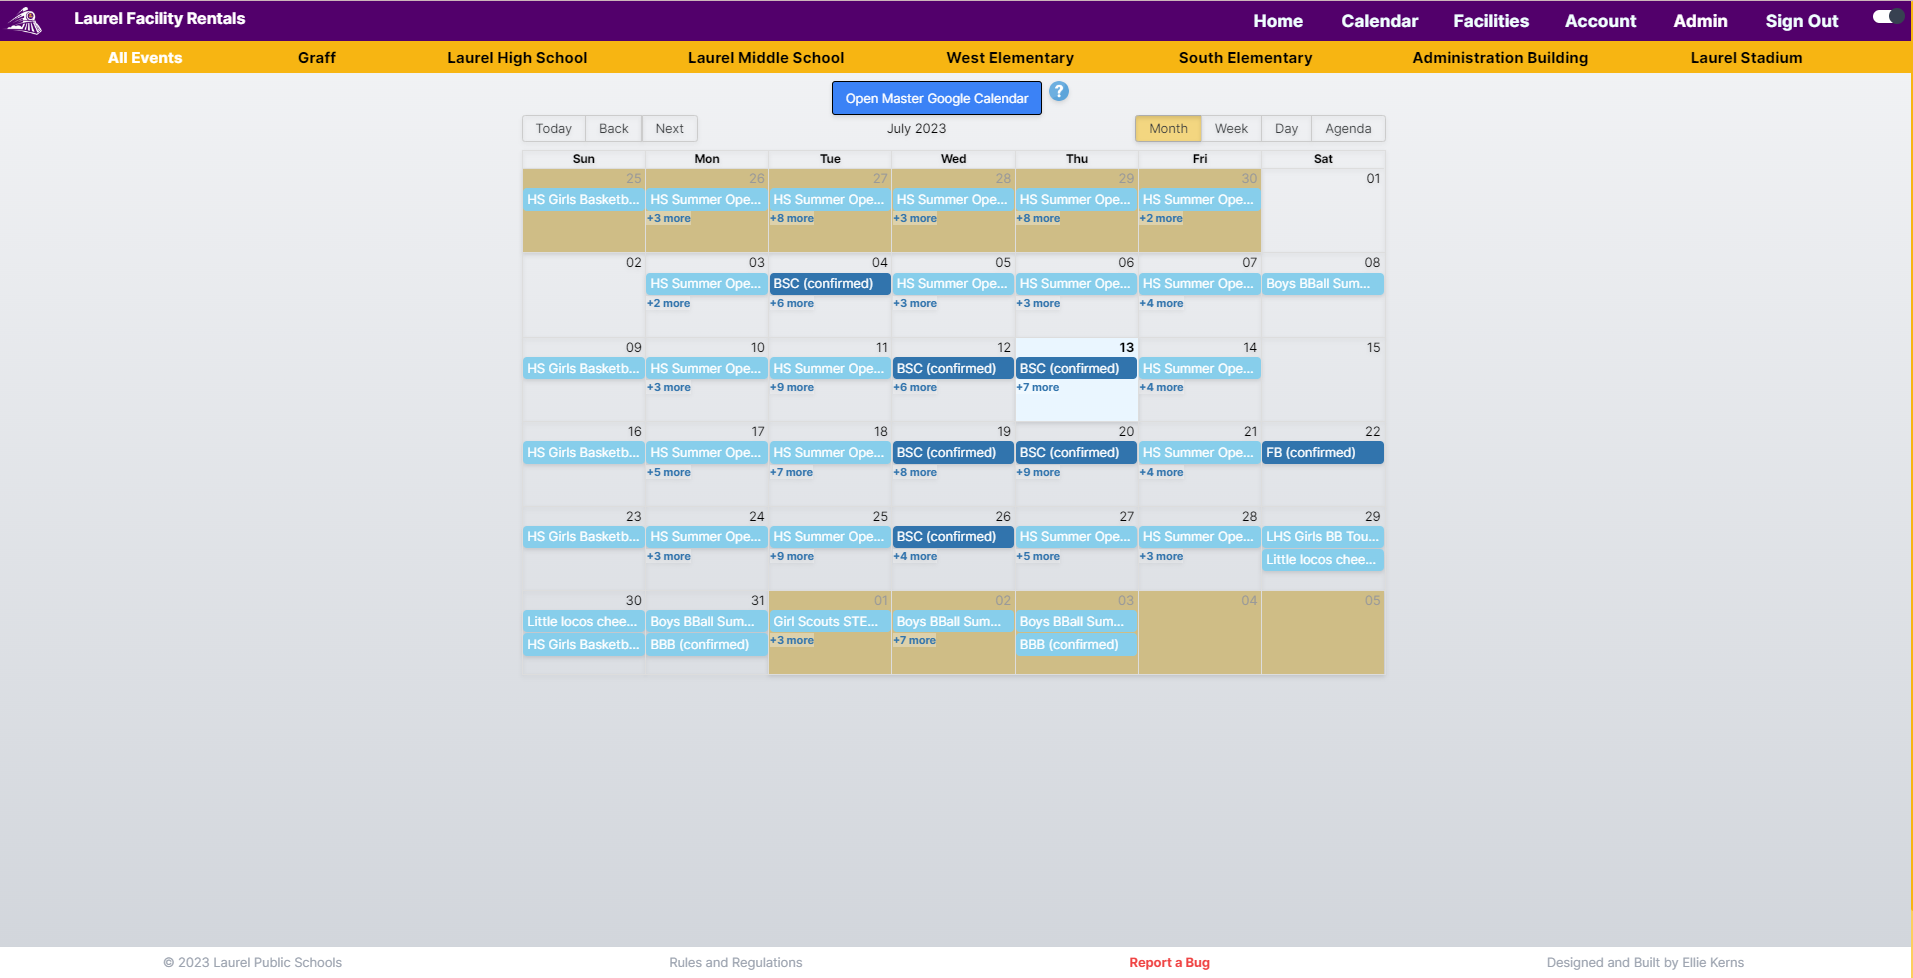 Laurel Facility Rentals
Home Calendar Facilities Account Admin Sign Out
All Events Graff Laurel High School Laurel Middle School West Elementary South Elementary Administration Building Laurel Stadium
Open Master Google Calendar ?
Today Back Next July 2023 Month Week Day Agenda
Sun Mon Tue Wed Thu Fri Sat
25 26 27 28 29 30 01
HS Girls Basketb... HS Summer Ope... HS Summer Ope... HS Summer Ope... HS Summer Ope... HS Summer Ope...
+3 more +8 more +3 more +8 more +2 more
02 03 04 05 06 07 08
HS Summer Ope... BSC (confirmed) HS Summer Ope... HS Summer Ope... HS Summer Ope... Boys BBall Sum...
+2 more +6 more +3 more +3 more +4 more
09 10 11 12 13 14 15
HS Girls Basketb... HS Summer Ope... HS Summer Ope... BSC (confirmed) BSC (confirmed) HS Summer Ope...
+3 more +9 more +6 more +7 more +4 more
16 17 18 19 20 21 22
HS Girls Basketb... HS Summer Ope... HS Summer Ope... BSC (confirmed) BSC (confirmed) HS Summer Ope... FB (confirmed)
+5 more +7 more +8 more +9 more +4 more
23 24 25 26 27 28 29
HS Girls Basketb... HS Summer Ope... HS Summer Ope... BSC (confirmed) HS Summer Ope... HS Summer Ope... LHS Girls BB Tou...
+3 more +9 more +4 more +5 more +3 more Little locos chee...
30 31 01 02 03 04 05
Little locos chee... Boys BBall Sum... Girl Scouts STE... Boys BBall Sum... Boys BBall Sum...
HS Girls Basketb... BBB (confirmed) +3 more +7 more BBB (confirmed)
© 2023 Laurel Public Schools Rules and Regulations Report a Bug Designed and Built by Ellie Kerns